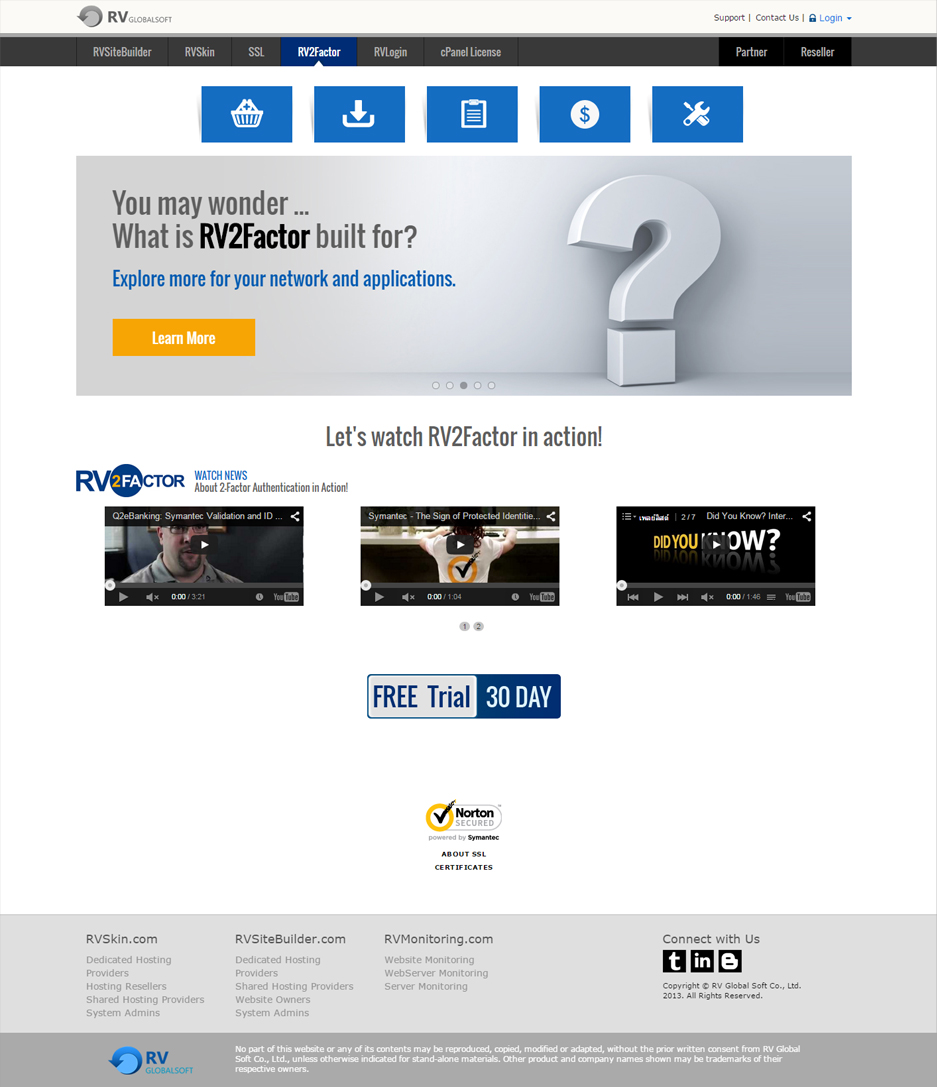 RV GLOBALSOFT
Support | Contact Us | Login
RVSiteBuilder RVSkin SSL RV2Factor RVLogin cPanel License Partner Reseller
You may wonder ...
What is RV2Factor built for?
Explore more for your network and applications.
Learn More
Let's watch RV2Factor in action!
RV2FACTOR
WATCH NEWS
About 2-Factor Authentication in Action!
Q2eBanking: Symantec Validation and ID ...
0:00 / 3:21 YouTube
Symantec - The Sign of Protected Identitie...
0:00 / 1:04 YouTube
เพลย์ลิสต์ 2 / 7 Did You Know? Inter...
DID YOU KNOW?
0:00 / 1:46 YouTube
1 2
FREE Trial 30 DAY
Norton
SECURED
powered by Symantec
ABOUT SSL
CERTIFICATES
RVSkin.com
Dedicated Hosting
Providers
Hosting Resellers
Shared Hosting Providers
System Admins
RVSiteBuilder.com
Dedicated Hosting
Providers
Shared Hosting Providers
Website Owners
System Admins
RVMonitoring.com
Website Monitoring
WebServer Monitoring
Server Monitoring
Connect with Us
Copyright © RV Global Soft Co., Ltd.
2013. All Rights Reserved.
RV
GLOBALSOFT
No part of this website or any of its contents may be reproduced, copied, modified or adapted, without the prior written consent from RV Global
Soft Co., Ltd., unless otherwise indicated for stand-alone materials. Other product and company names shown may be trademarks of their
respective owners.